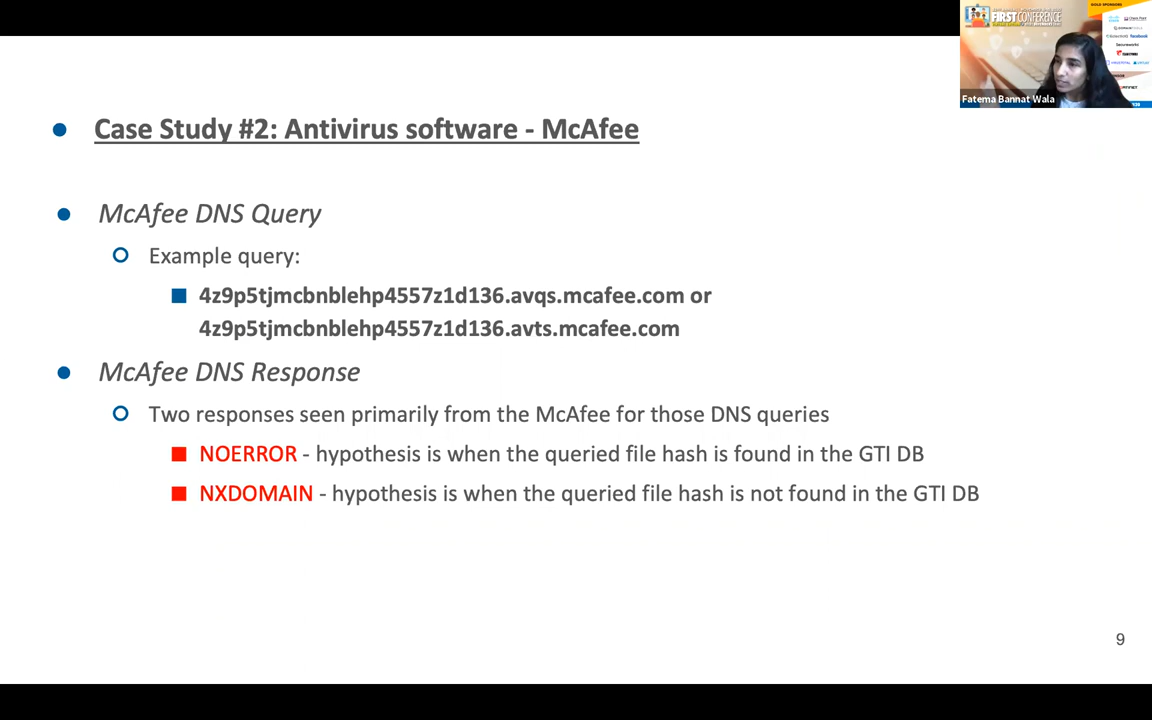 FIRSTCONFERENCE
GOLD SPONSORS
Fatema Bannat Wala
Case Study #2: Antivirus software - McAfee
McAfee DNS Query
Example query:
4z9p5tjmcbnblehp4557z1d136.avqs.mcafee.com or
4z9p5tjmcbnblehp4557z1d136.avts.mcafee.com
McAfee DNS Response
Two responses seen primarily from the McAfee for those DNS queries
NOERROR - hypothesis is when the queried file hash is found in the GTI DB
NXDOMAIN - hypothesis is when the queried file hash is not found in the GTI DB
9